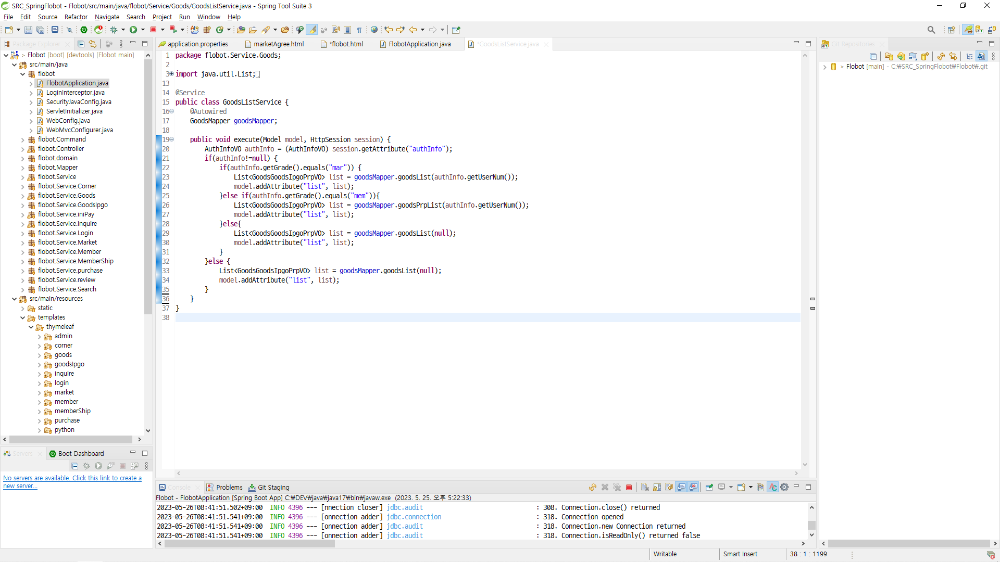 SRC_SpringFlobot - Flobot/src/main/java/flobot/Service/Goods/GoodsListService.java - Spring Tool Suite 3
File Edit Source Refactor Navigate Search Project Run Window Help
Package Explorer
Flobot [boot] [devtools] [Flobot main]
src/main/java
flobot
FlobotApplication.java
LoginInterceptor.java
SecurityJavaConfig.java
ServletInitializer.java
WebConfig.java
WebMvcConfigurer.java
flobot.Command
flobot.Controller
flobot.domain
flobot.Mapper
flobot.Service
flobot.Service.Corner
flobot.Service.Goods
flobot.Service.GoodsIpgo
flobot.Service.iniPay
flobot.Service.inquire
flobot.Service.Login
flobot.Service.Market
flobot.Service.Member
flobot.Service.MemberShip
flobot.Service.purchase
flobot.Service.review
flobot.Service.Search
src/main/resources
static
templates
thymeleaf
admin
corner
goods
goodsIpgo
inquire
login
market
member
memberShip
purchase
python
Servers Boot Dashboard
No servers are available. Click this link to create a
new server...
application.properties marketAgree.html *flobot.html FlobotApplication.java *GoodsListService.java
1 package flobot.Service.Goods;
2
3 import java.util.List;
13
14 @Service
15 public class GoodsListService {
16 @Autowired
17 GoodsMapper goodsMapper;
18
19 public void execute(Model model, HttpSession session) {
20 AuthInfoVO authInfo = (AuthInfoVO) session.getAttribute("authInfo");
21 if(authInfo!=null) {
22 if(authInfo.getGrade().equals("mar")) {
23 List<GoodsGoodsIpgoPrpVO> list = goodsMapper.goodsList(authInfo.getUserNum());
24 model.addAttribute("list", list);
25 }else if(authInfo.getGrade().equals("mem")){
26 List<GoodsGoodsIpgoPrpVO> list = goodsMapper.goodsPrpList(authInfo.getUserNum());
27 model.addAttribute("list", list);
28 }else{
29 List<GoodsGoodsIpgoPrpVO> list = goodsMapper.goodsList(null);
30 model.addAttribute("list", list);
31 }
32 }else {
33 List<GoodsGoodsIpgoPrpVO> list = goodsMapper.goodsList(null);
34 model.addAttribute("list", list);
35 }
36 }
37 }
38
Console Problems Git Staging
Flobot - FlobotApplication [Spring Boot App] C:₩DEV₩java₩java17₩bin₩javaw.exe (2023. 5. 25. 오후 5:22:33)
2023-05-26T08:41:51.502+09:00 INFO 4396 --- [nnection closer] jdbc.audit : 308. Connection.close() returned
2023-05-26T08:41:51.541+09:00 INFO 4396 --- [onnection adder] jdbc.connection : 318. Connection opened
2023-05-26T08:41:51.541+09:00 INFO 4396 --- [onnection adder] jdbc.audit : 318. Connection.new Connection returned
2023-05-26T08:41:51.541+09:00 INFO 4396 --- [onnection adder] jdbc.audit : 318. Connection.isReadOnly() returned false
Git Repositories
> Flobot [main] - C:₩SRC_SpringFlobot₩Flobot₩.git
Writable Smart Insert 38 : 1 : 1199